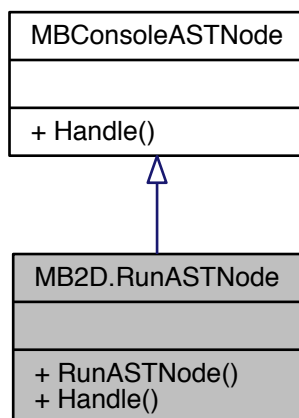 MBConsoleASTNode
+ Handle()
MB2D.RunASTNode
+ RunASTNode()
+ Handle()